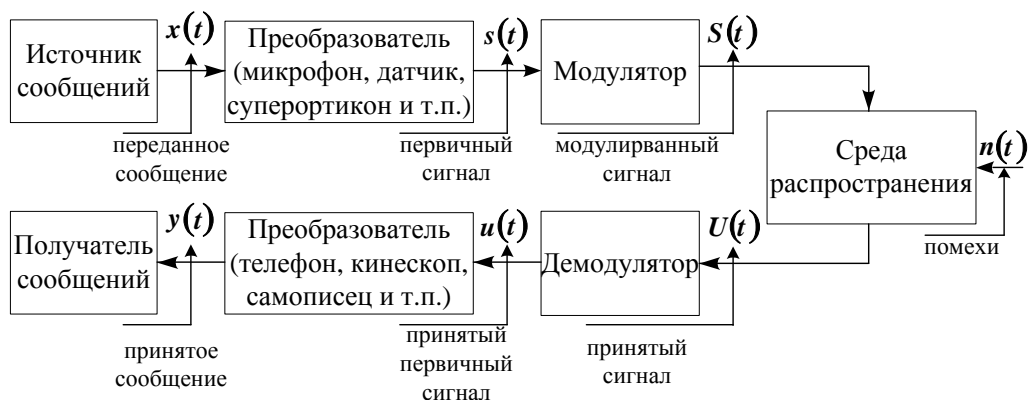 Источник
сообщений
x(t)
Преобразователь
(микрофон, датчик,
суперортикон и т.п.)
s(t)
Модулятор
S(t)
переданное
сообщение
первичный
сигнал
модулирванный
сигнал
Среда
распространения
n(t)
помехи
Получатель
сообщений
y(t)
Преобразователь
(телефон, кинескоп,
самописец и т.п.)
u(t)
Демодулятор
U(t)
принятое
сообщение
принятый
первичный
сигнал
принятый
сигнал